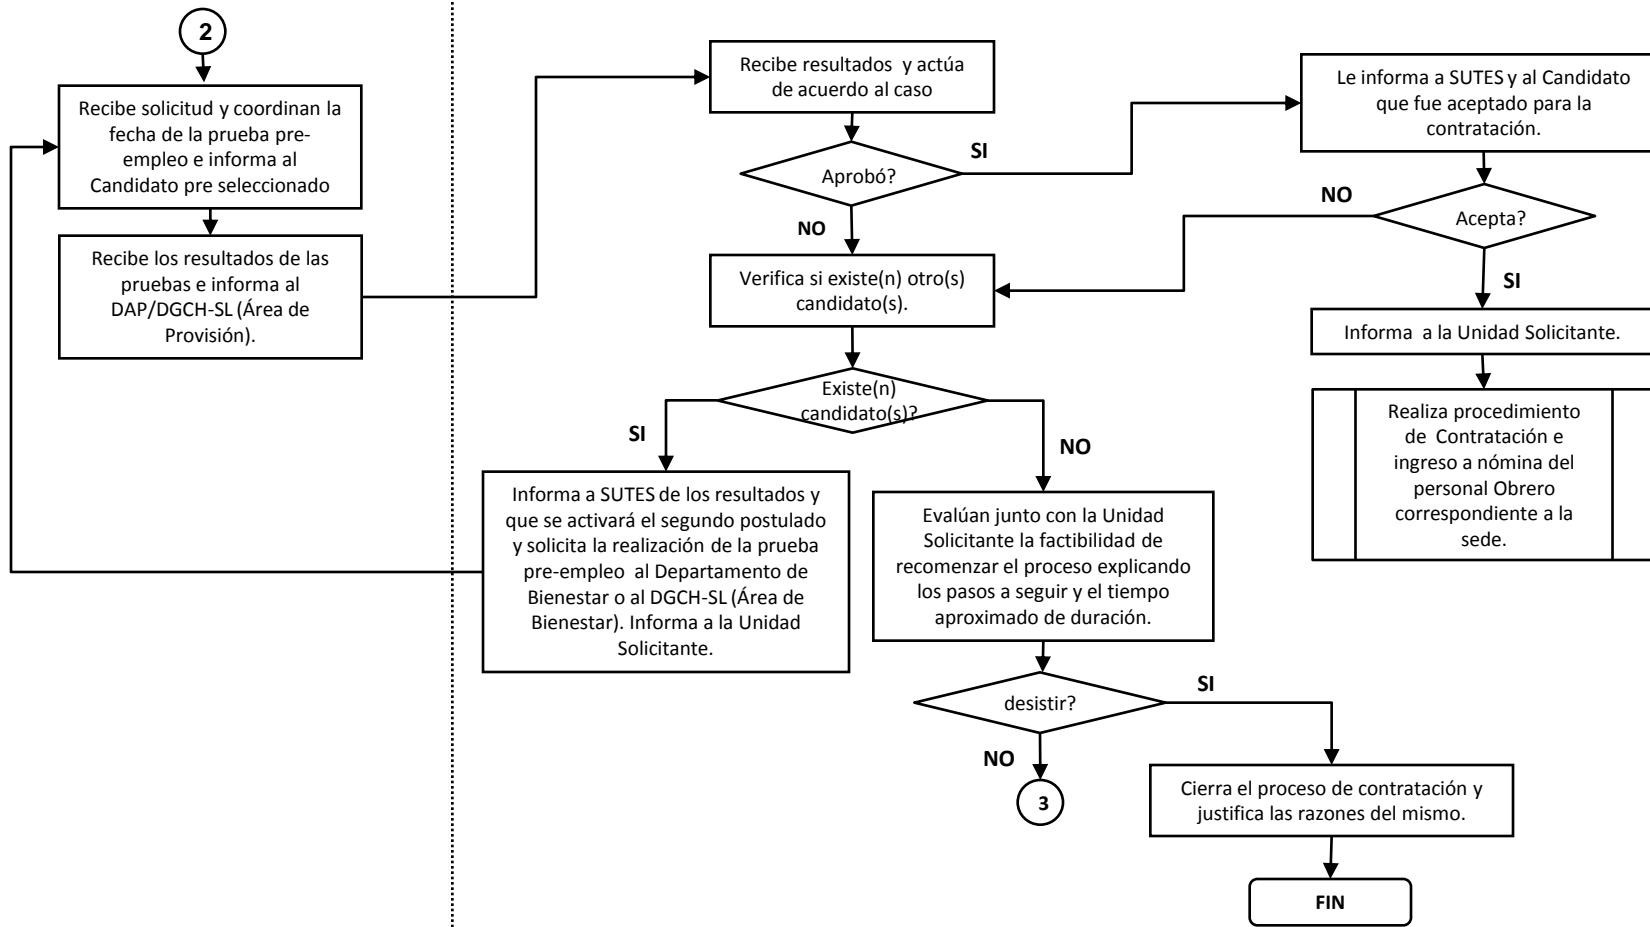 2
Recibe solicitud y coordinan la
fecha de la prueba pre-
empleo e informa al
Candidato pre seleccionado
Recibe los resultados de las
pruebas e informa al
DAP/DGCH-SL (Área de
Provisión).
Recibe resultados y actúa
de acuerdo al caso
Aprobó?
SI
NO
Le informa a SUTES y al Candidato
que fue aceptado para la
contratación.
Acepta?
NO
SI
Informa a la Unidad Solicitante.
Realiza procedimiento
de Contratación e
ingreso a nómina del
personal Obrero
correspondiente a la
sede.
Verifica si existe(n) otro(s)
candidato(s).
Existe(n)
candidato(s)?
SI
NO
Informa a SUTES de los resultados y
que se activará el segundo postulado
y solicita la realización de la prueba
pre-empleo al Departamento de
Bienestar o al DGCH-SL (Área de
Bienestar). Informa a la Unidad
Solicitante.
Evalúan junto con la Unidad
Solicitante la factibilidad de
recomenzar el proceso explicando
los pasos a seguir y el tiempo
aproximado de duración.
desistir?
SI
NO
3
Cierra el proceso de contratación y
justifica las razones del mismo.
FIN